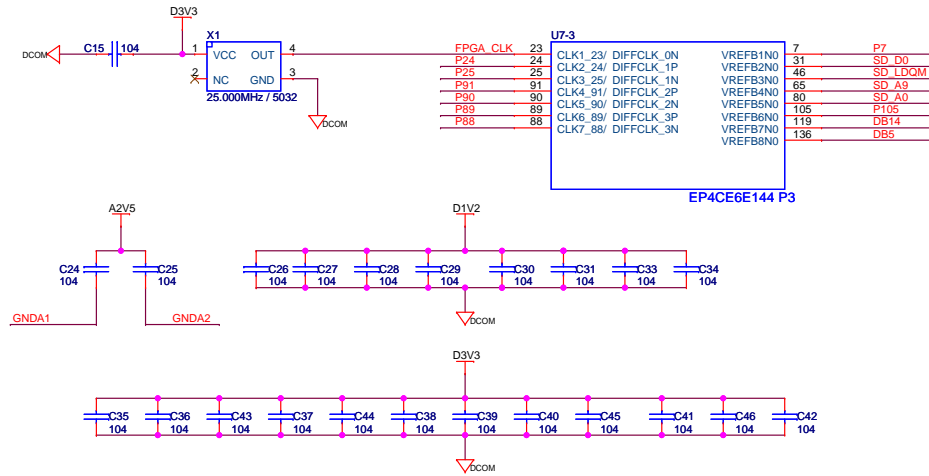 D3V3
C15 104
DCOM
X1
1 VCC OUT 4
2 NC GND 3
25.000MHz / 5032
DCOM
U7-3
FPGA_CLK 23 CLK1_23/ DIFFCLK_0N VREFB1N0 7 P7
P24 24 CLK2_24/ DIFFCLK_1P VREFB2N0 31 SD_D0
P25 25 CLK3_25/ DIFFCLK_1N VREFB3N0 46 SD_LDQM
P91 91 CLK4_91/ DIFFCLK_2P VREFB4N0 65 SD_A9
P90 90 CLK5_90/ DIFFCLK_2N VREFB5N0 80 SD_A0
P89 89 CLK6_89/ DIFFCLK_3P VREFB6N0 105 P105
P88 88 CLK7_88/ DIFFCLK_3N VREFB7N0 119 DB14
VREFB8N0 136 DB5
EP4CE6E144 P3
A2V5
C24 C25
104 104
GNDA1 GNDA2
D1V2
C26 C27 C28 C29 C30 C31 C33 C34
104 104 104 104 104 104 104 104
DCOM
D3V3
C35 C36 C43 C37 C44 C38 C39 C40 C45 C41 C46 C42
104 104 104 104 104 104 104 104 104 104 104 104
DCOM